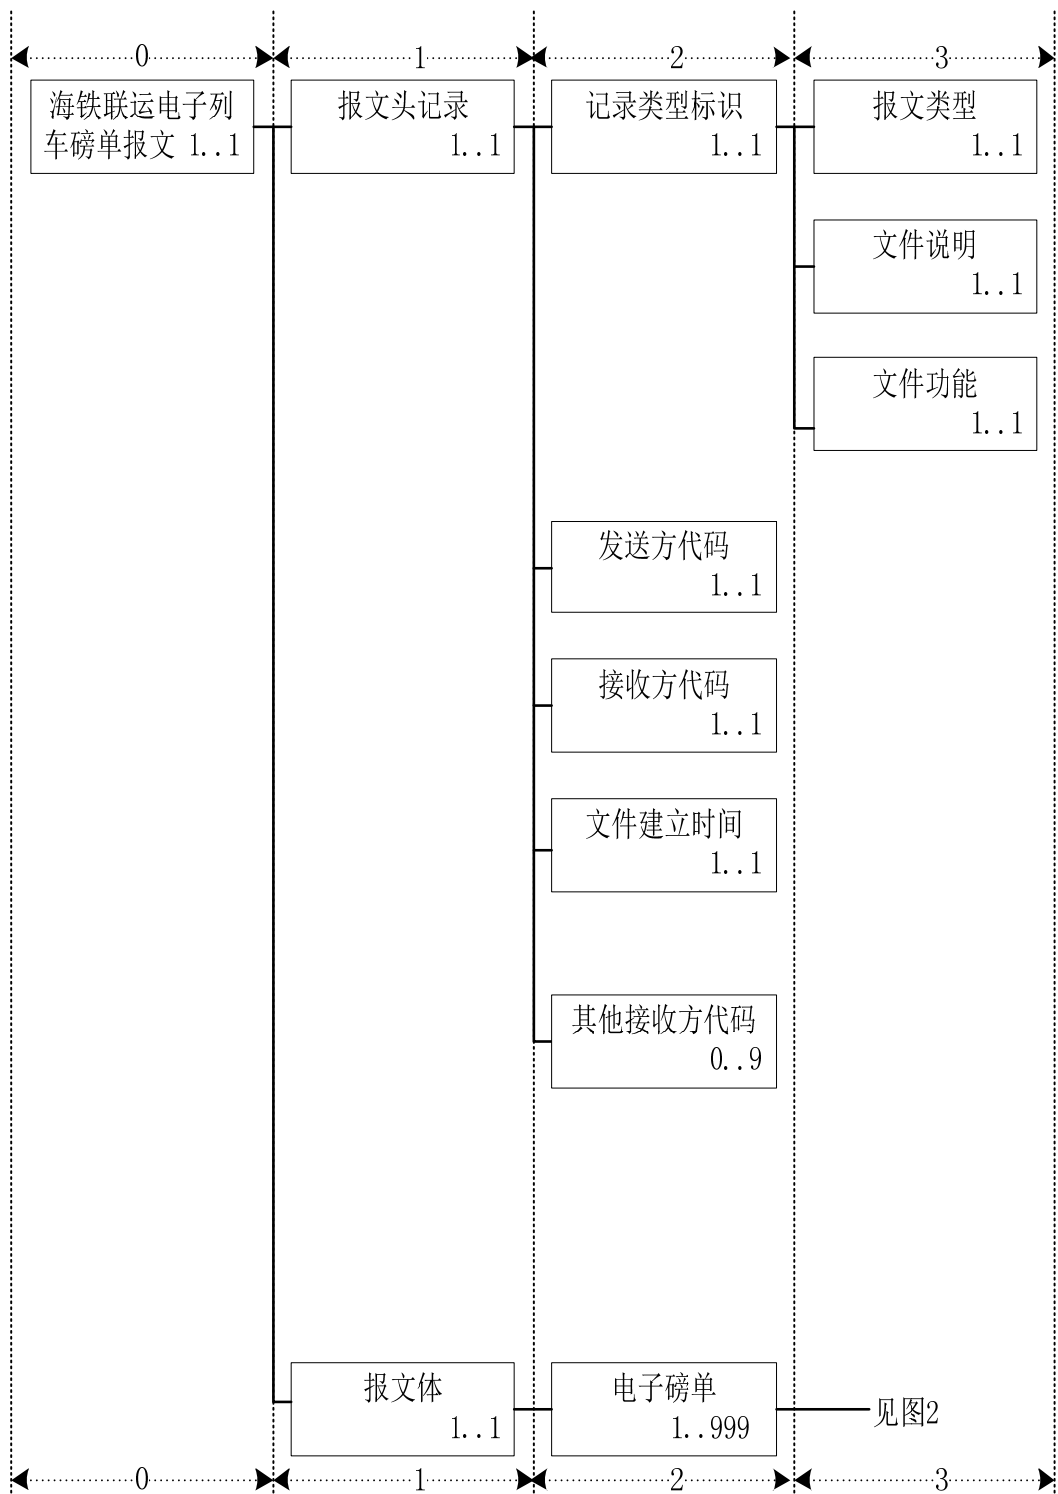 0
1
2
3
海铁联运电子列
车磅单报文 1..1
报文头记录
1..1
记录类型标识
1..1
报文类型
1..1
文件说明
1..1
文件功能
1..1
发送方代码
1..1
接收方代码
1..1
文件建立时间
1..1
其他接收方代码
0..9
报文体
1..1
电子磅单
1..999
见图2
0
1
2
3